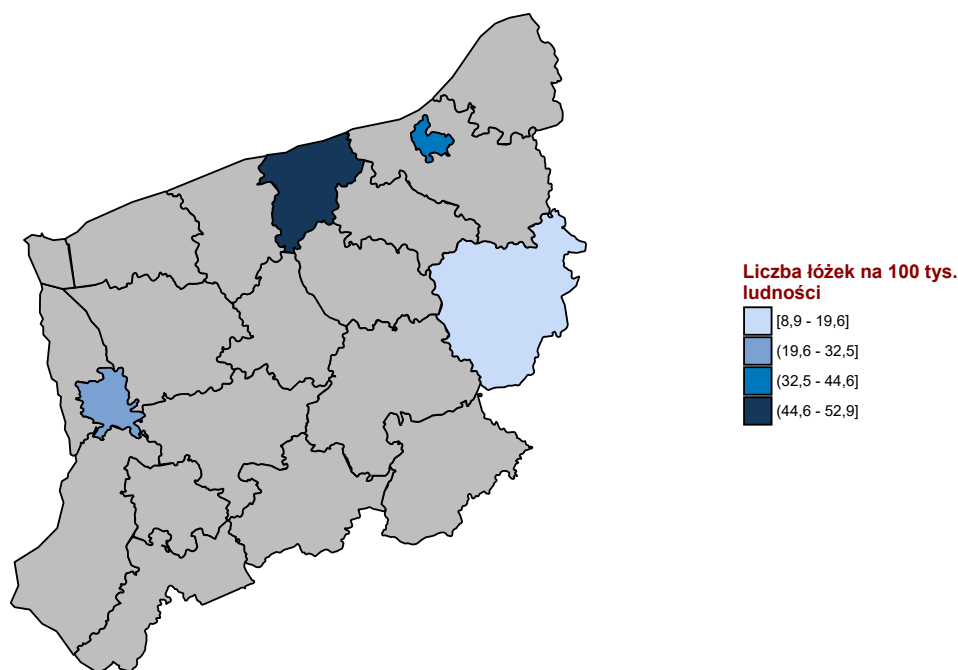 Liczba łóżek na 100 tys.
ludności
[8,9 - 19,6]
(19,6 - 32,5]
(32,5 - 44,6]
(44,6 - 52,9]